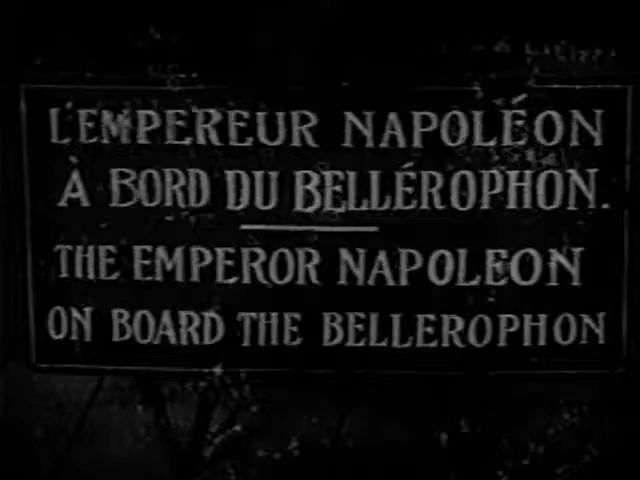 L'EMPEREUR NAPOLÉON
À BORD DU BELLÉROPHON.
THE EMPEROR NAPOLEON
ON BOARD THE BELLEROPHON